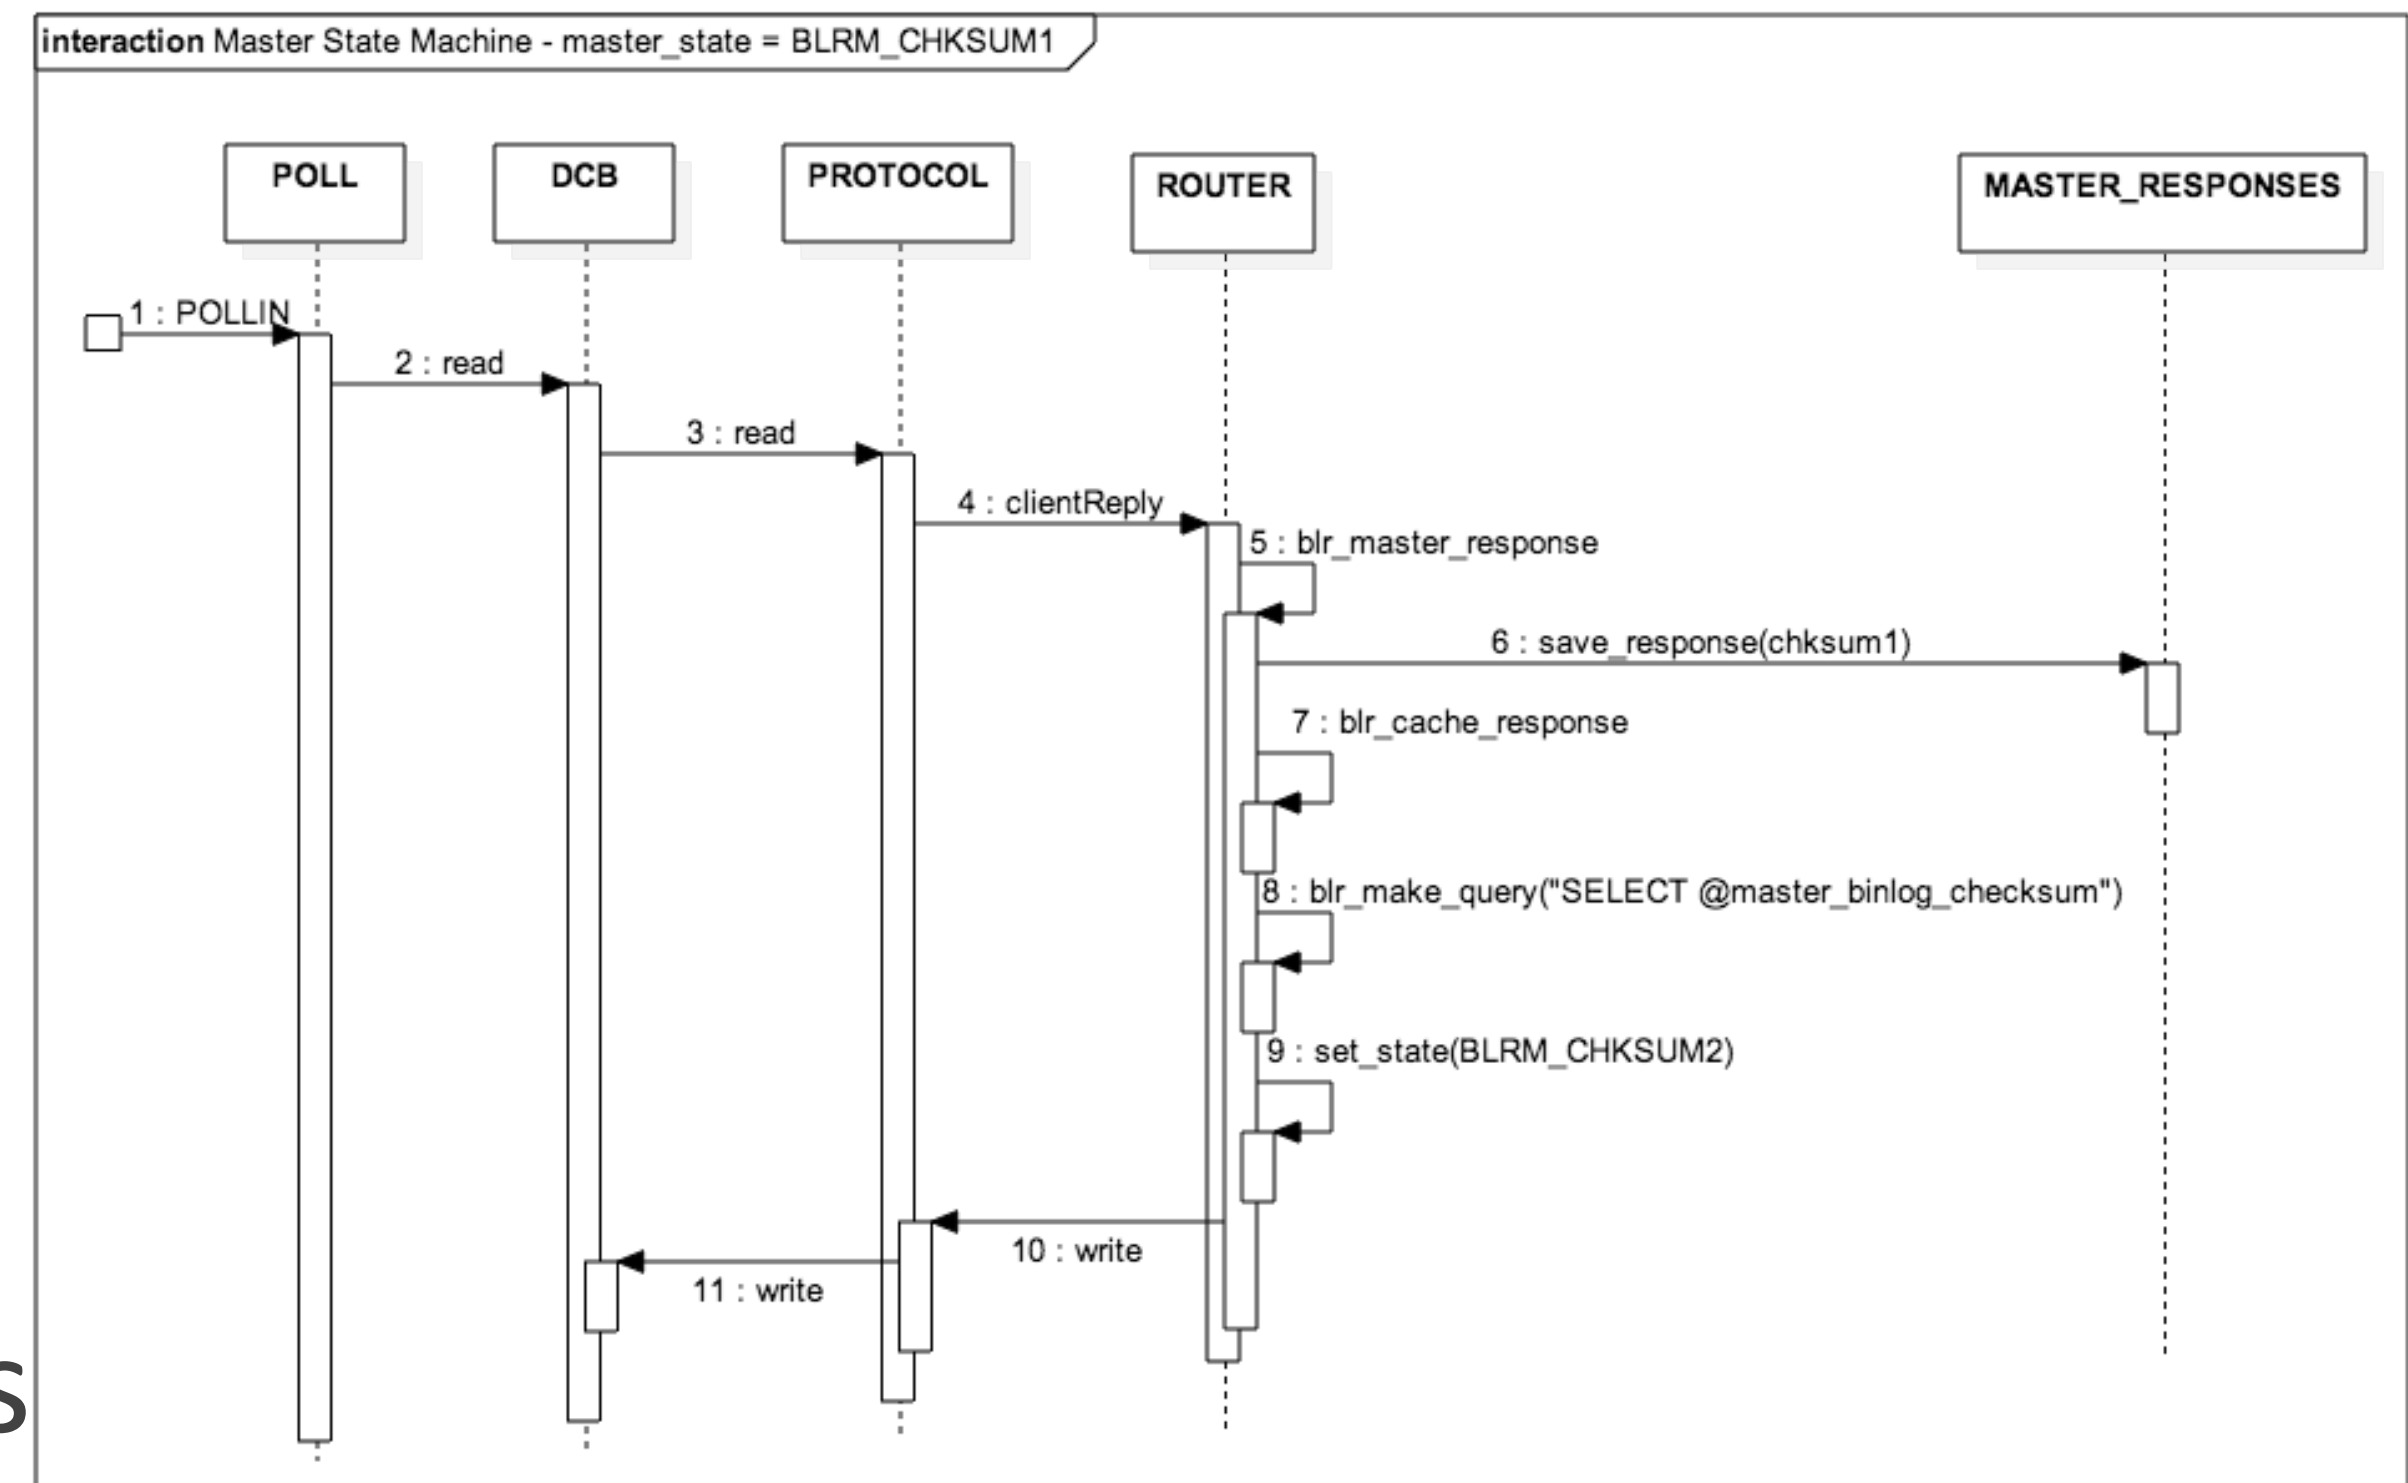 interaction Master State Machine - master_state = BLRM_CHKSUM1
POLL
DCB
PROTOCOL
ROUTER
MASTER_RESPONSES
1 : POLLIN
2 : read
3 : read
4 : clientReply
5 : blr_master_response
6 : save_response(chksum1)
7 : blr_cache_response
8 : blr_make_query("SELECT @master_binlog_checksum")
9 : set_state(BLRM_CHKSUM2)
10 : write
11 : write
s